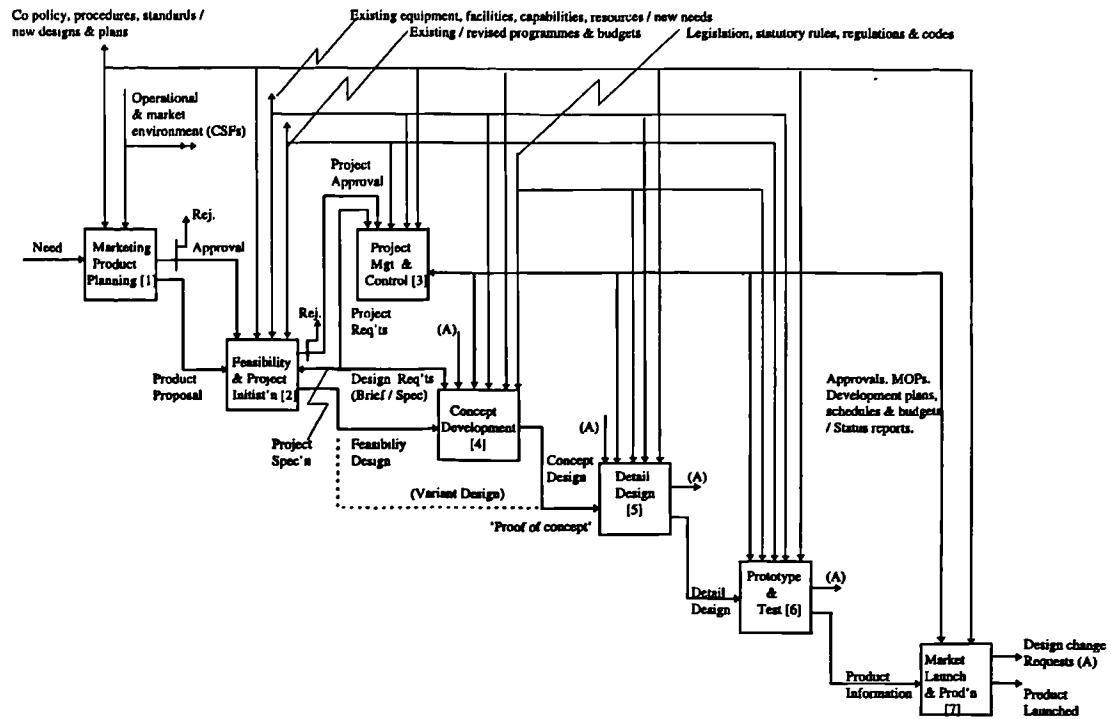 Co policy, procedures, standards /
new designs & plans
Existing equipment, facilities, capabilities, resources / new needs
Existing / revised programmes & budgets
Legislation, statutory rules, regulations & codes
Operational
& market
environment (CSFs)
Project
Approval
Rej.
Need
Marketing
Product
Planning [1]
Approval
Project
Mgt &
Control [3]
Rej.
Project
Req'ts
(A)
Feasibility
& Project
Initist'n [2]
Product
Proposal
Design Req'ts
(Brief / Spec)
Concept
Development
[4]
Approvals. MOPs.
Development plans,
schedules & budgets
/ Status reports.
(A)
Project
Spec'n
Feasibiliy
Design
Concept
Design
Detail
Design
[5]
(A)
(Variant Design)
'Proof of concept'
Prototype
&
Test [6]
(A)
Detail
Design
Market
Launch
& Prod'n
[7]
Design change
Requests (A)
Product
Information
Product
Launched